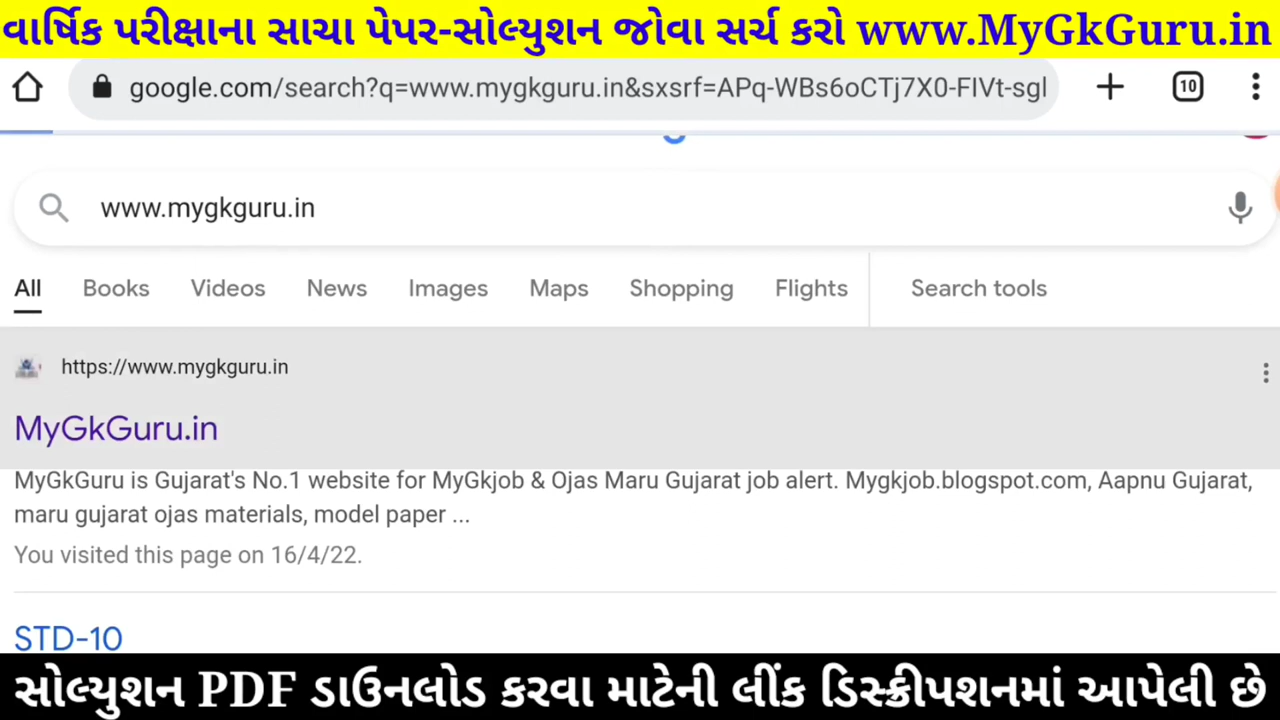 વાર્ષિક પરીક્ષાના સાચા પેપર-સોલ્યુશન જોવા સર્ચ કરો www.MyGkGuru.in
google.com/search?q=www.mygkguru.in&sxsrf=APq-WBs6oCTj7X0-FIVt-sgl
10
www.mygkguru.in
All Books Videos News Images Maps Shopping Flights Search tools
https://www.mygkguru.in
MyGkGuru.in
MyGkGuru is Gujarat's No.1 website for MyGkjob & Ojas Maru Gujarat job alert. Mygkjob.blogspot.com, Aapnu Gujarat,
maru gujarat ojas materials, model paper ...
You visited this page on 16/4/22.
STD-10
સોલ્યુશન PDF ડાઉનલોડ કરવા માટેની લીંક ડિસ્ક્રીપશનમાં આપેલી છે